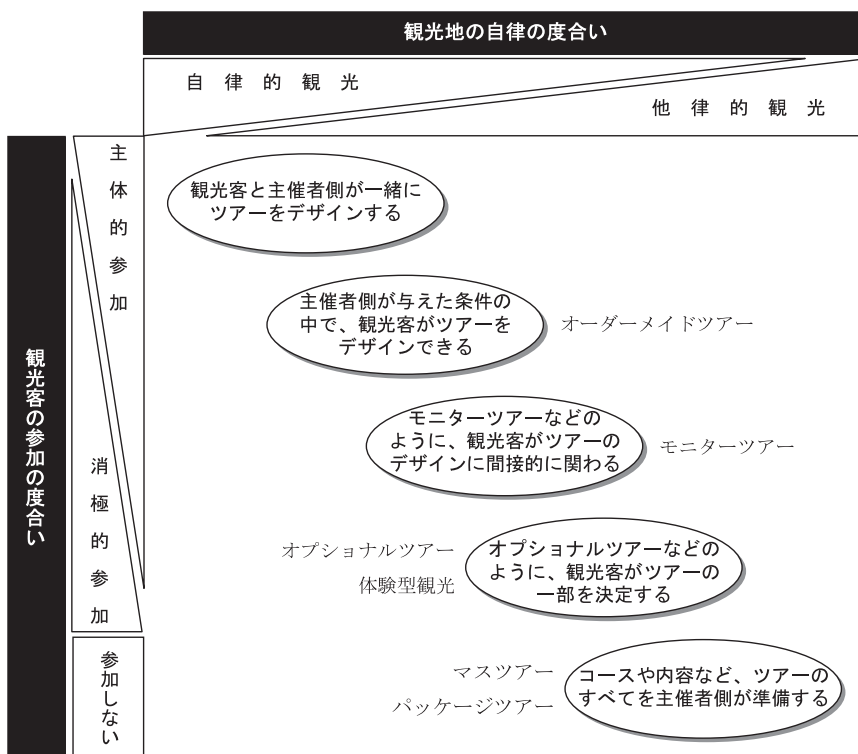 観光地の自律の度合い
自律的観光
他律的観光
観光客の参加の度合い
主体的参加
消極的参加
参加しない
観光客と主催者側が一緒に
ツアーをデザインする
主催者側が与えた条件の
中で、観光客がツアーを
デザインできる
オーダーメイドツアー
モニターツアーなどの
ように、観光客がツアーの
デザインに間接的に関わる
モニターツアー
オプショナルツアー
体験型観光
オプショナルツアーなどの
ように、観光客がツアーの
一部を決定する
マスツアー
パッケージツアー
コースや内容など、ツアーの
すべてを主催者側が準備する